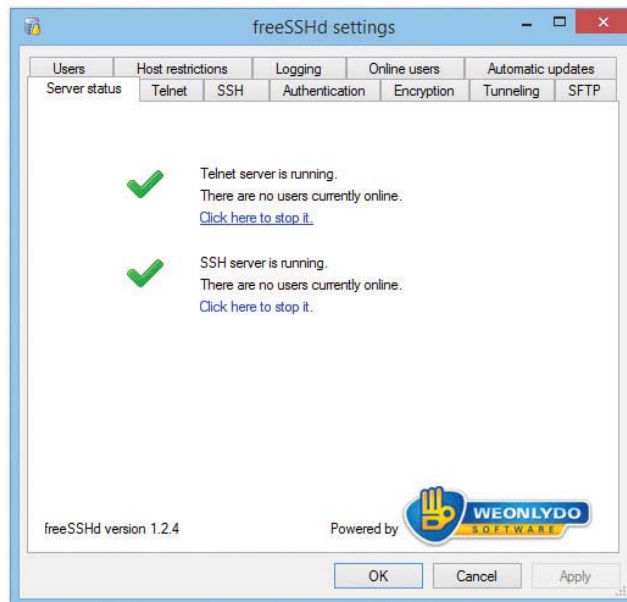 freeSSHd settings
Users Host restrictions Logging Online users Automatic updates
Server status Telnet SSH Authentication Encryption Tunneling SFTP
Telnet server is running.
There are no users currently online.
Click here to stop it.
SSH server is running.
There are no users currently online.
Click here to stop it.
freeSSHd version 1.2.4
Powered by
WEONLYDO
SOFTWARE
OK Cancel Apply